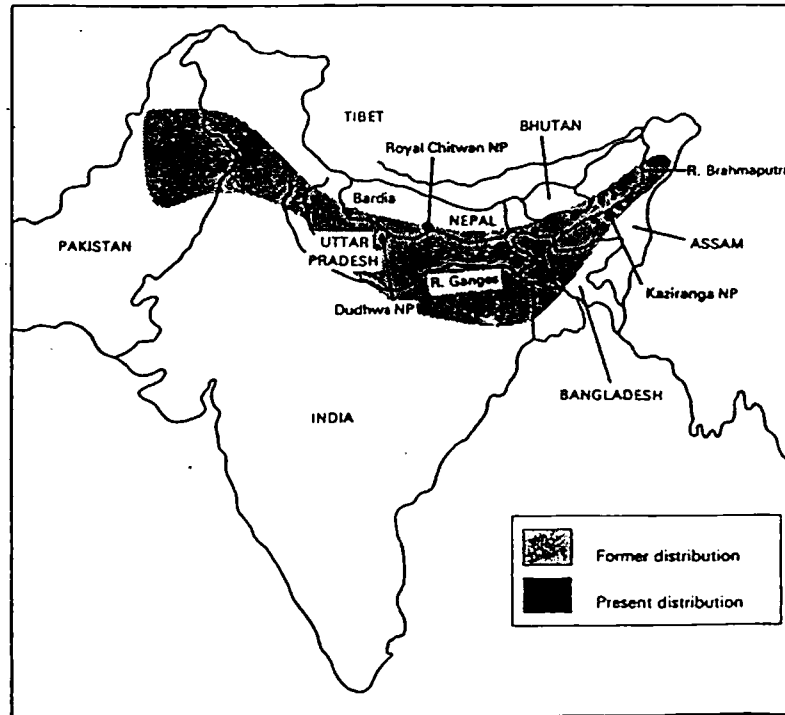 TIBET
Royal Chitwan NP
BHUTAN
R. Brahmaputra
Bardia
NEPAL
PAKISTAN
UTTAR
PRADESH
ASSAM
R. Ganges
Kaziranga NP
Dudhwa NP
BANGLADESH
INDIA
Former distribution
Present distribution